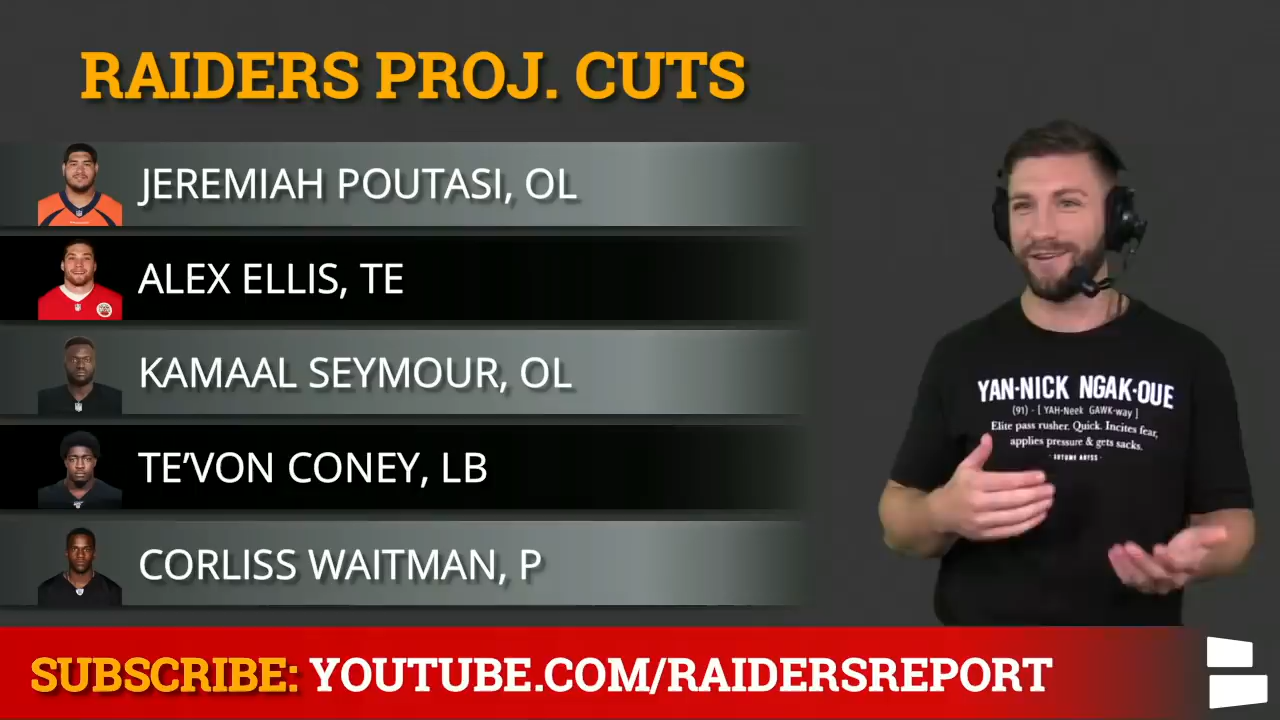 RAIDERS PROJ. CUTS
JEREMIAH POUTASI, OL
ALEX ELLIS, TE
KAMAAL SEYMOUR, OL
TE'VON CONEY, LB
CORLISS WAITMAN, P
YAN-NICK NGAK-OUE
(91) - [ YAH-Neek GAWK-way ]
Elite pass rusher. Quick. Incites fear,
applies pressure & gets sacks.
SUBSCRIBE: YOUTUBE.COM/RAIDERSREPORT